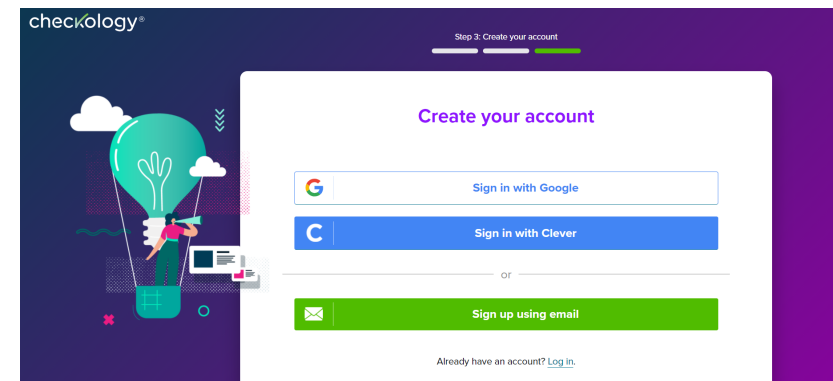 checkology®
Step 3: Create your account
Create your account
Sign in with Google
C
Sign in with Clever
or
Sign up using email
Already have an account? Log in.